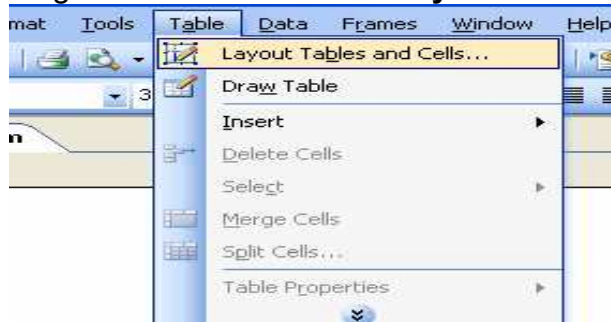 mat Tools Table Data Frames Window Help
Layout Tables and Cells...
3
Draw Table
Insert
m
Delete Cells
Select
Merge Cells
Split Cells...
Table Properties